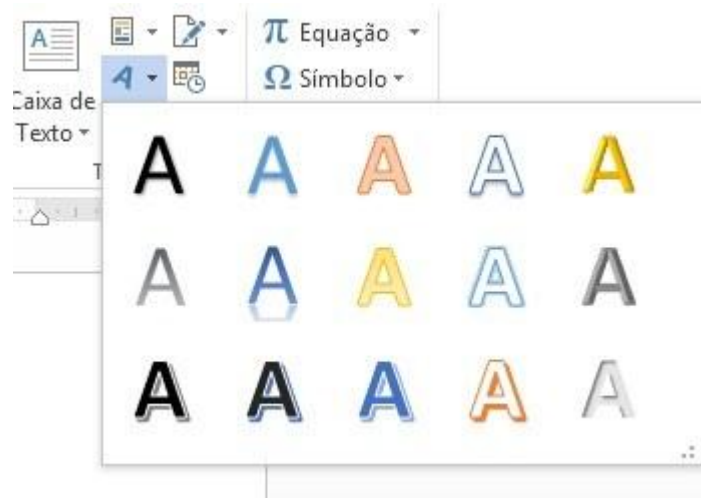 A
π Equação
A
Ω Símbolo
Caixa de
Texto
T
A A A A A
A A A A A
A A A A A